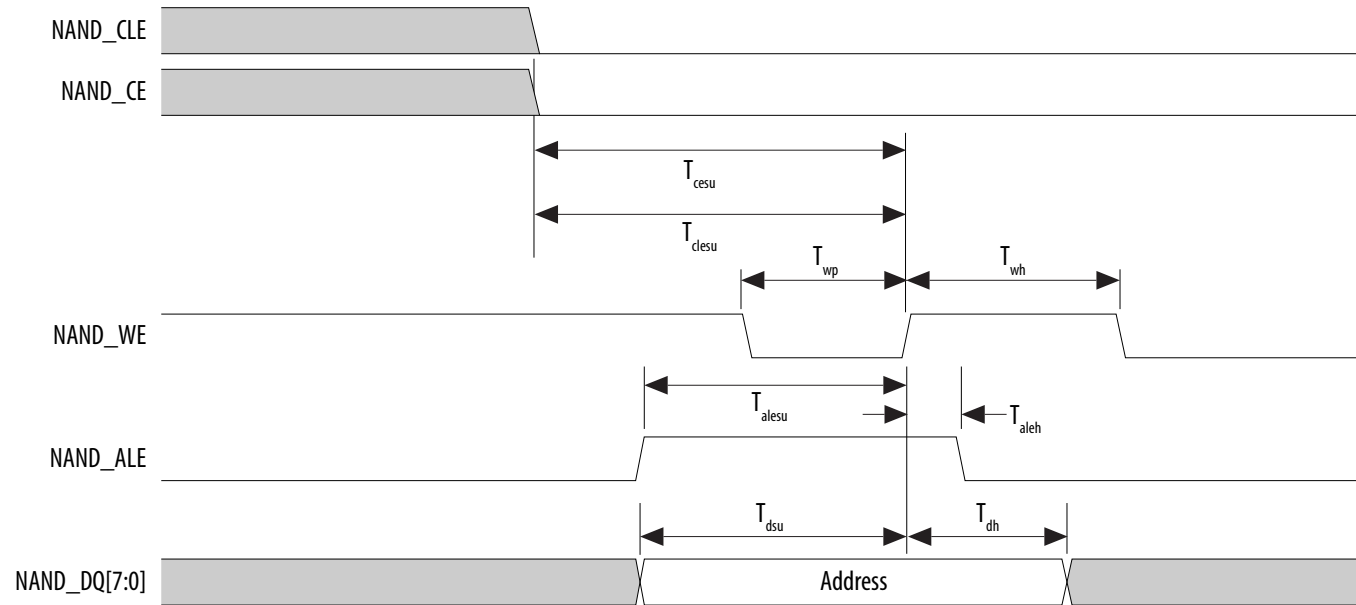 NAND_CLE
NAND_CE
Tcesu
Tclesu
Twp
Twh
NAND_WE
Talesu
Taleh
NAND_ALE
Tdsu
Tdh
NAND_DQ[7:0]
Address